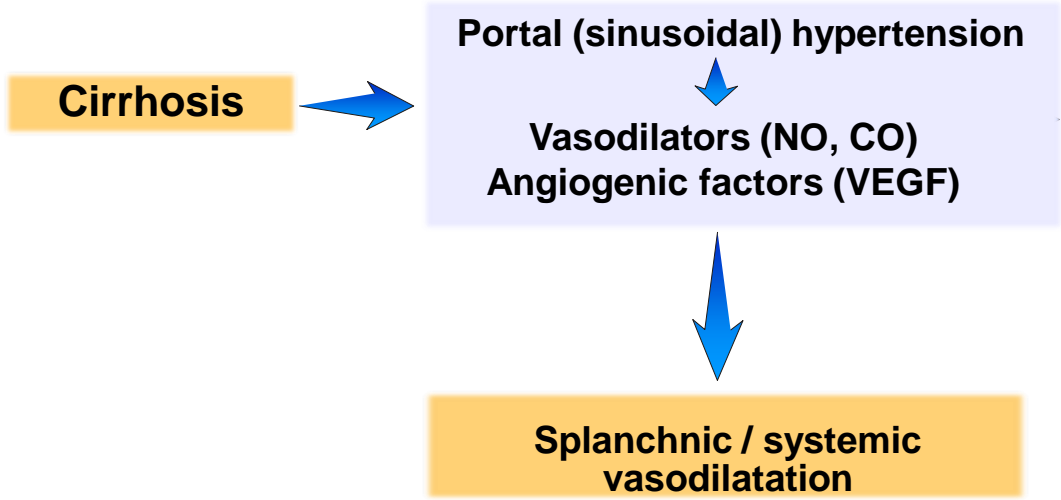 Portal (sinusoidal) hypertension
Cirrhosis
Vasodilators (NO, CO)
Angiogenic factors (VEGF)
Splanchnic / systemic
vasodilatation